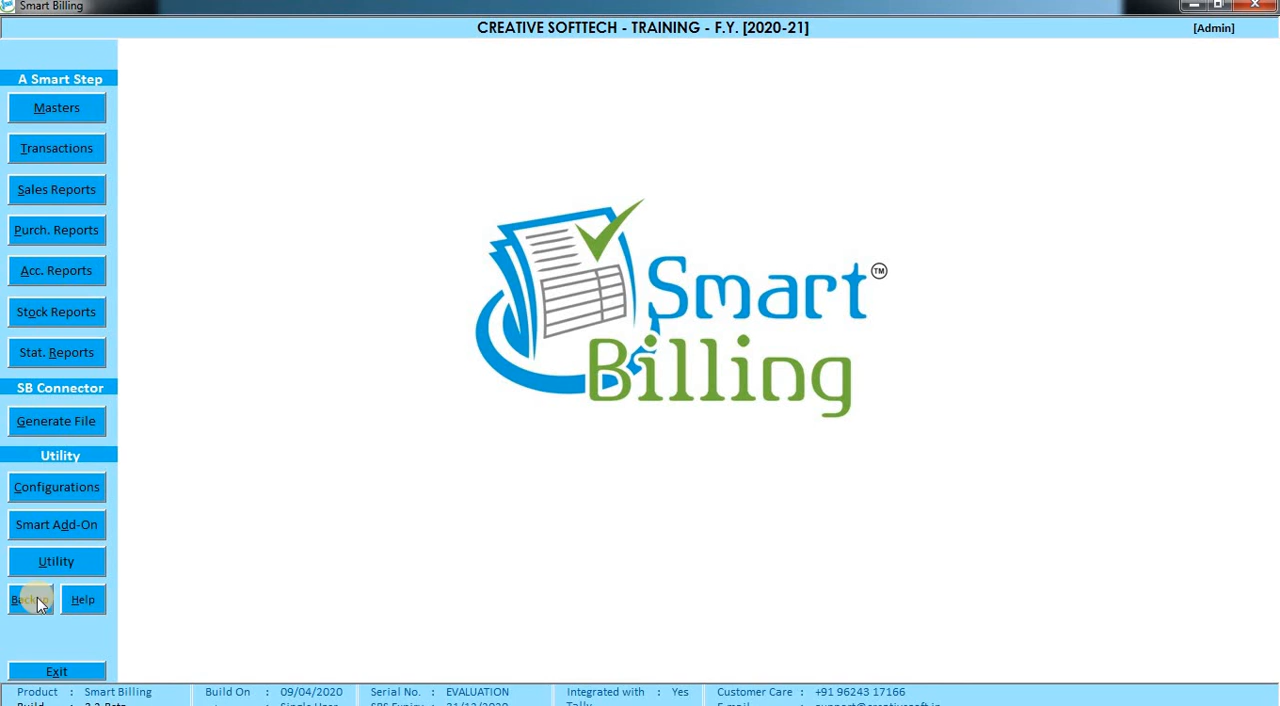 Smart Billing
CREATIVE SOFTTECH - TRAINING - F.Y. [2020-21]
[Admin]
A Smart Step
Masters
Transactions
Sales Reports
Purch. Reports
Acc. Reports
Stock Reports
Stat. Reports
SB Connector
Generate File
Utility
Configurations
Smart Add-On
Utility
Backup Help
Exit
Smart TM
Billing
Product : Smart Billing Build On : 09/04/2020 Serial No. : EVALUATION Integrated with : Yes Customer Care : +91 96243 17166